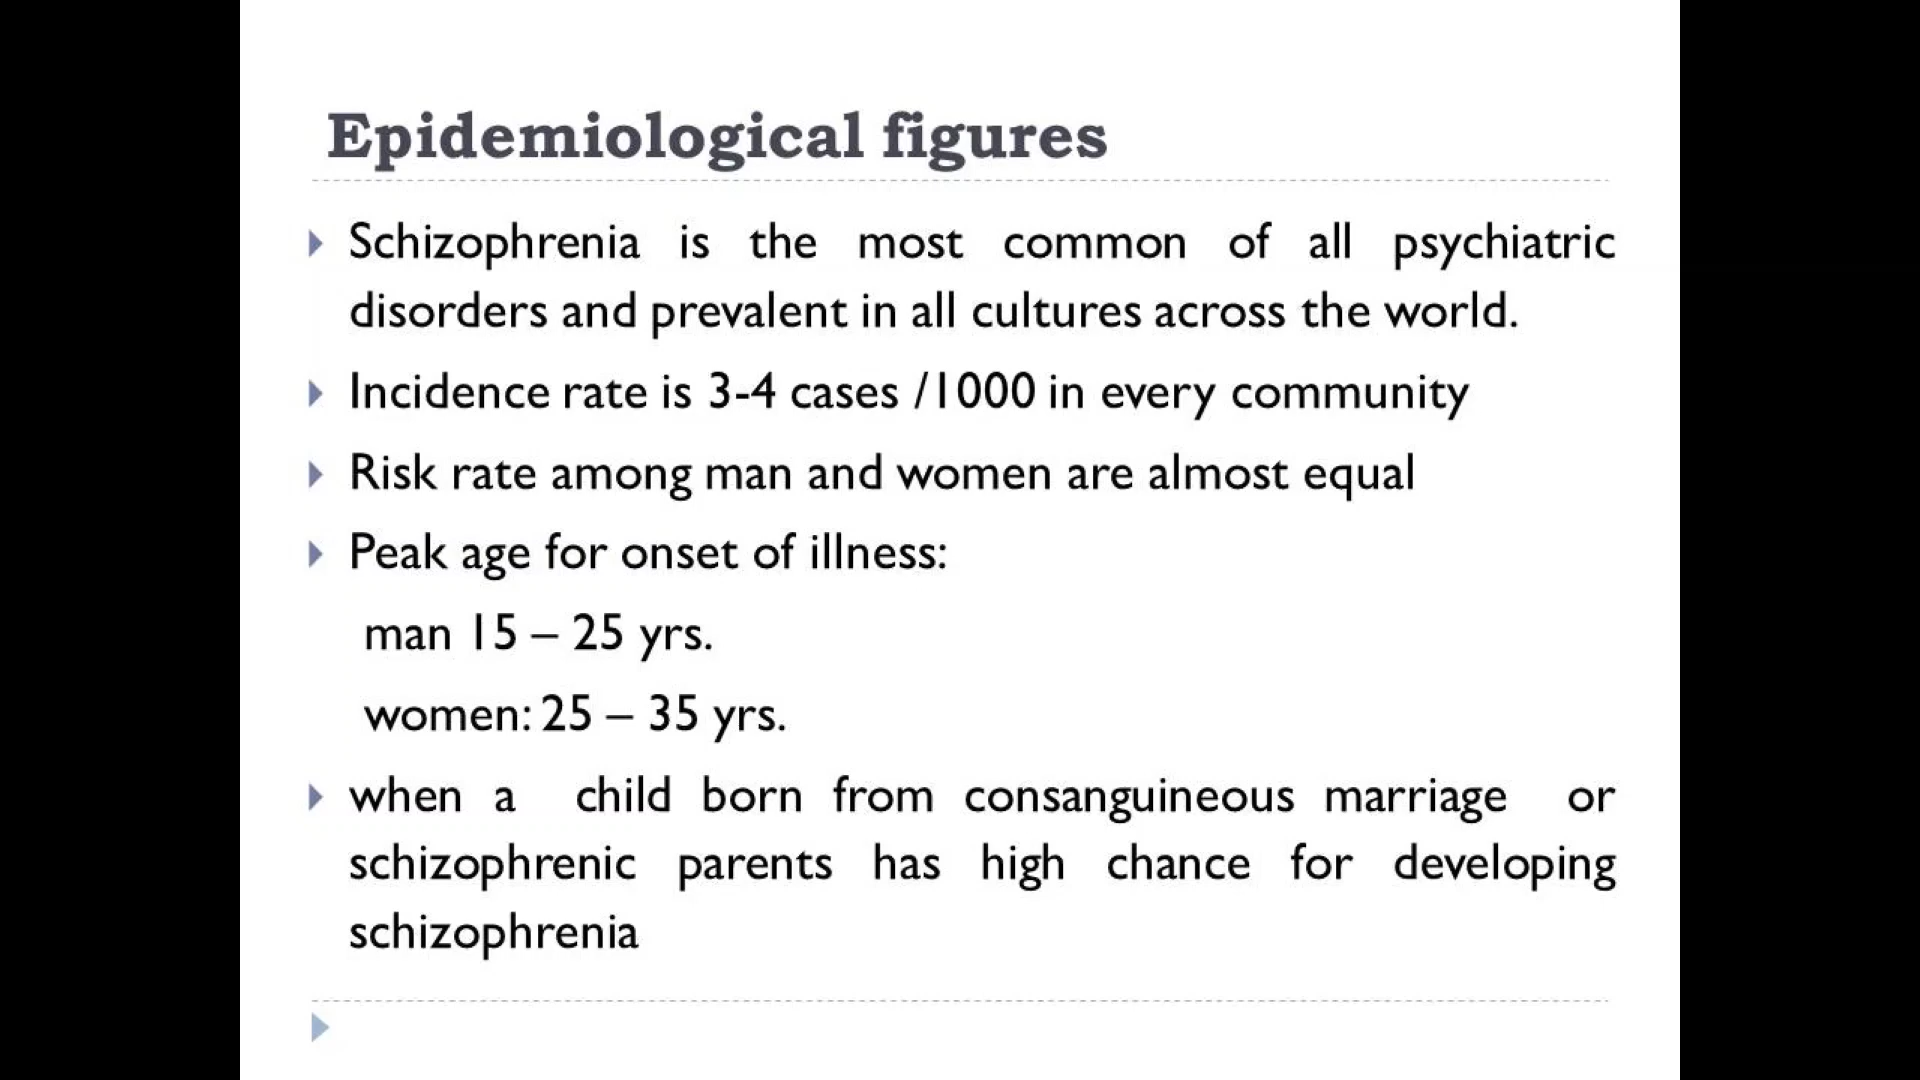 Epidemiological figures
Schizophrenia is the most common of all psychiatric
disorders and prevalent in all cultures across the world.
Incidence rate is 3-4 cases /1000 in every community
Risk rate among man and women are almost equal
Peak age for onset of illness:
man 15 – 25 yrs.
women: 25 – 35 yrs.
when a child born from consanguineous marriage or
schizophrenic parents has high chance for developing
schizophrenia